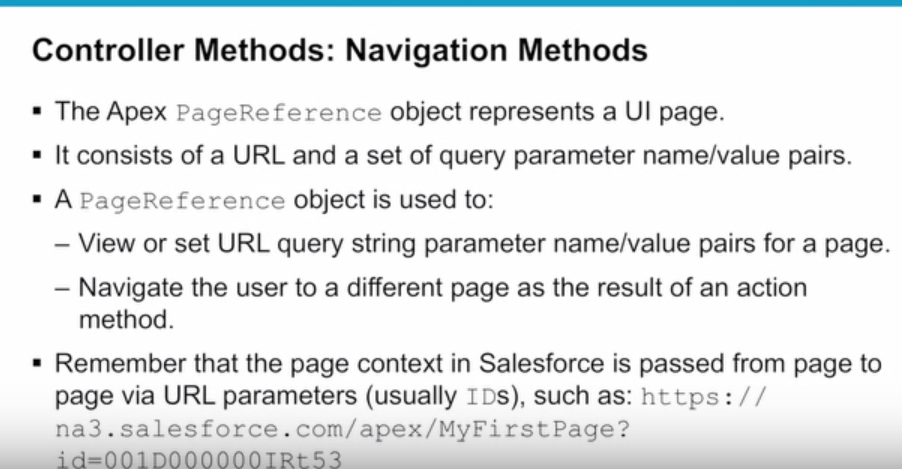 Controller Methods: Navigation Methods
▪ The Apex PageReference object represents a UI page.
▪ It consists of a URL and a set of query parameter name/value pairs.
▪ A PageReference object is used to:
– View or set URL query string parameter name/value pairs for a page.
– Navigate the user to a different page as the result of an action
method.
▪ Remember that the page context in Salesforce is passed from page to
page via URL parameters (usually IDs), such as: https://
na3.salesforce.com/apex/MyFirstPage?
id=001D000000IRt53